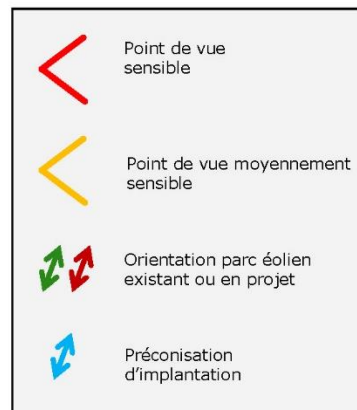 Point de vue
sensible
Point de vue moyennement
sensible
Orientation parc éolien
existant ou en projet
Préconisation
d'implantation